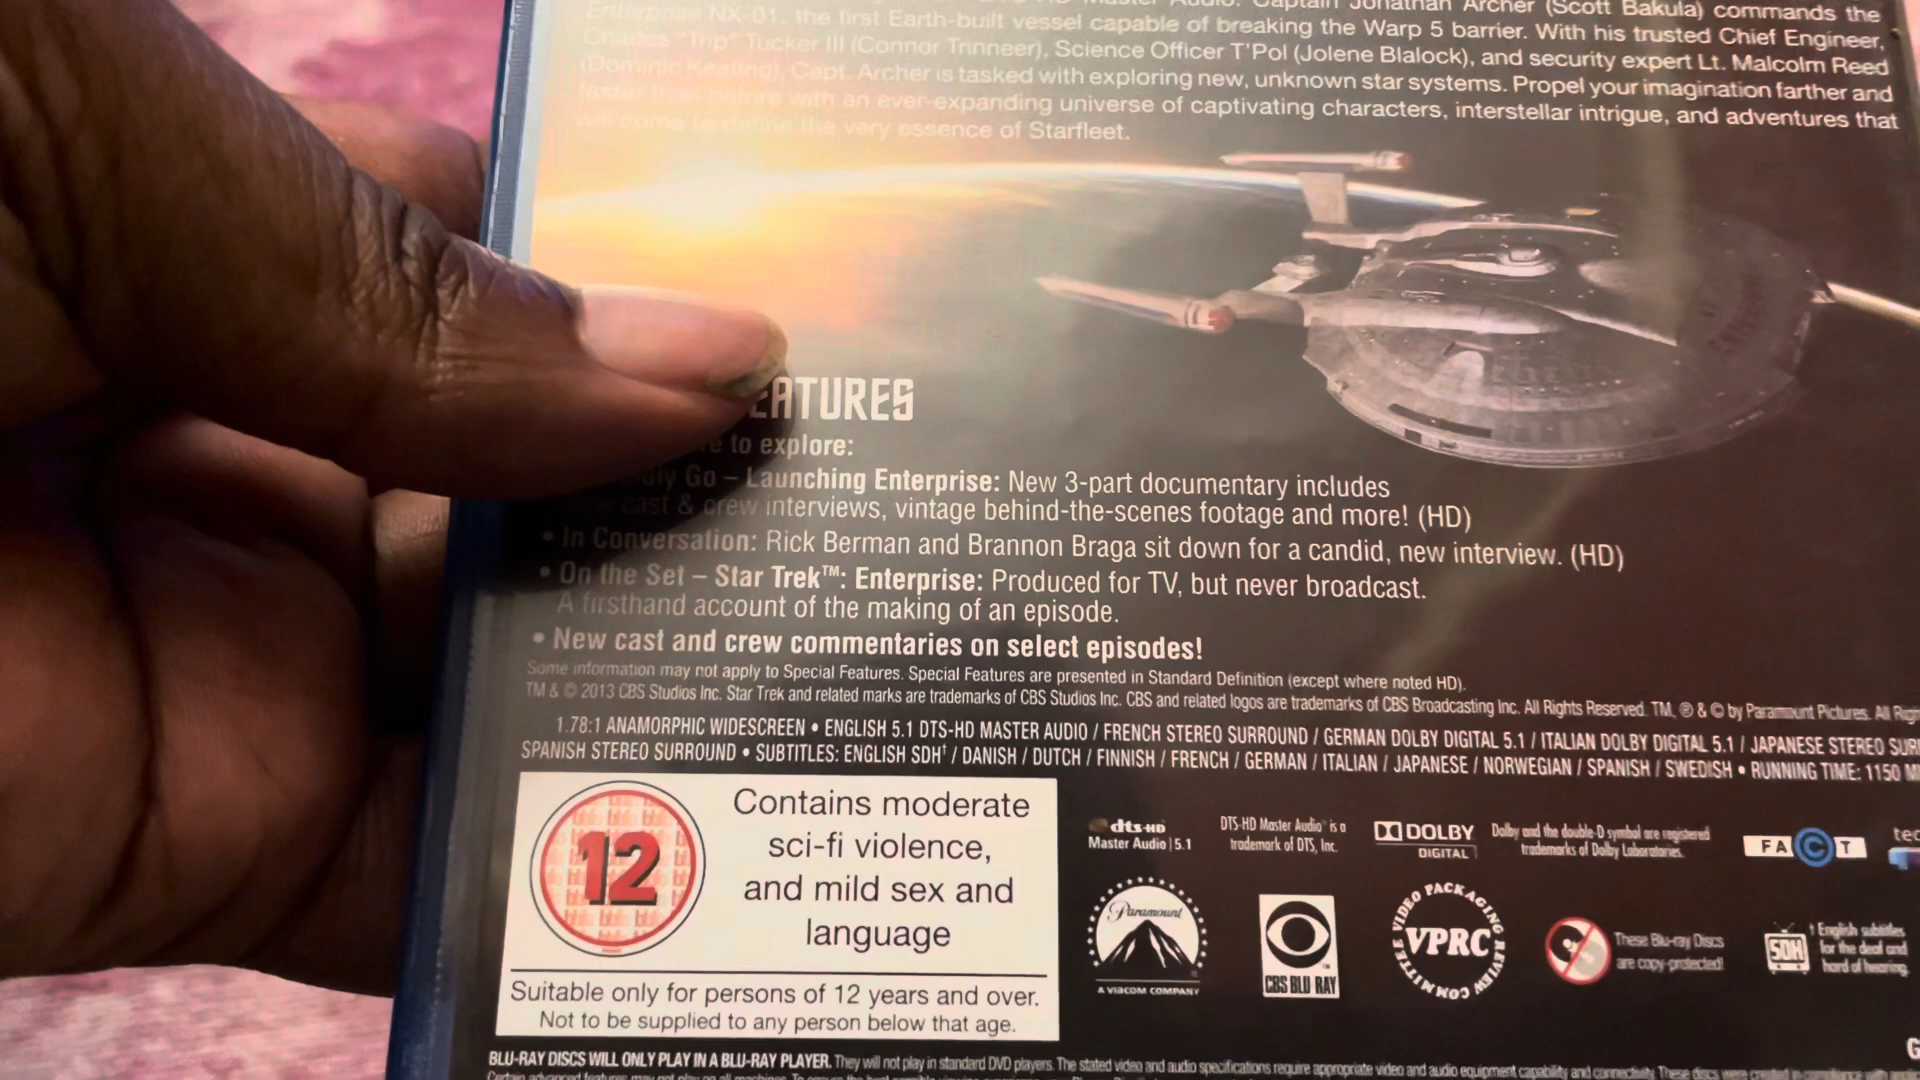 Master Audio. Captain Jonathan Archer (Scott Bakula) commands the
Enterprise NX-01, the first Earth-built vessel capable of breaking the Warp 5 barrier. With his trusted Chief Engineer,
Charles "Trip" Tucker III (Connor Trinneer), Science Officer T'Pol (Jolene Blalock), and security expert Lt. Malcolm Reed
(Dominic Keating), Capt. Archer is tasked with exploring new, unknown star systems. Propel your imagination farther and
faster than before with an ever-expanding universe of captivating characters, interstellar intrigue, and adventures that
will come to define the very essence of Starfleet.
EATURES
to explore:
Go – Launching Enterprise: New 3-part documentary includes
cast & crew interviews, vintage behind-the-scenes footage and more! (HD)
• In Conversation: Rick Berman and Brannon Braga sit down for a candid, new interview. (HD)
• On the Set – Star Trek™: Enterprise: Produced for TV, but never broadcast.
A firsthand account of the making of an episode.
• New cast and crew commentaries on select episodes!
Some information may not apply to Special Features. Special Features are presented in Standard Definition (except where noted HD).
TM & © 2013 CBS Studios Inc. Star Trek and related marks are trademarks of CBS Studios Inc. CBS and related logos are trademarks of CBS Broadcasting Inc. All Rights Reserved. TM, ® & © by Paramount Pictures. All
1.78:1 ANAMORPHIC WIDESCREEN • ENGLISH 5.1 DTS-HD MASTER AUDIO / FRENCH STEREO SURROUND / GERMAN DOLBY DIGITAL 5.1 / ITALIAN DOLBY DIGITAL 5.1 / JAPANESE STEREO
SPANISH STEREO SURROUND • SUBTITLES: ENGLISH SDH† / DANISH / DUTCH / FINNISH / FRENCH / GERMAN / ITALIAN / JAPANESE / NORWEGIAN / SPANISH / SWEDISH • RUNNING TIME: 1150
12
Contains moderate
sci-fi violence,
and mild sex and
language
Suitable only for persons of 12 years and over.
Not to be supplied to any person below that age.
dts-HD
Master Audio | 5.1
DTS-HD Master Audio is a
trademark of DTS, Inc.
DOLBY
DIGITAL
Dolby and the double-D symbol are registered
trademarks of Dolby Laboratories.
FACT
Paramount
A VIACOM COMPANY
CBS BLU-RAY
VIDEO PACKAGING REVIEW COMMITTEE
VPRC
These Blu-ray Discs
are copy-protected!
SDH
† English subtitles
for the deaf and
hard of hearing.
BLU-RAY DISCS WILL ONLY PLAY IN A BLU-RAY PLAYER. They will not play in standard DVD players. The stated video and audio specifications require appropriate video and audio equipment capability and connectivity. These discs were created in compliance with